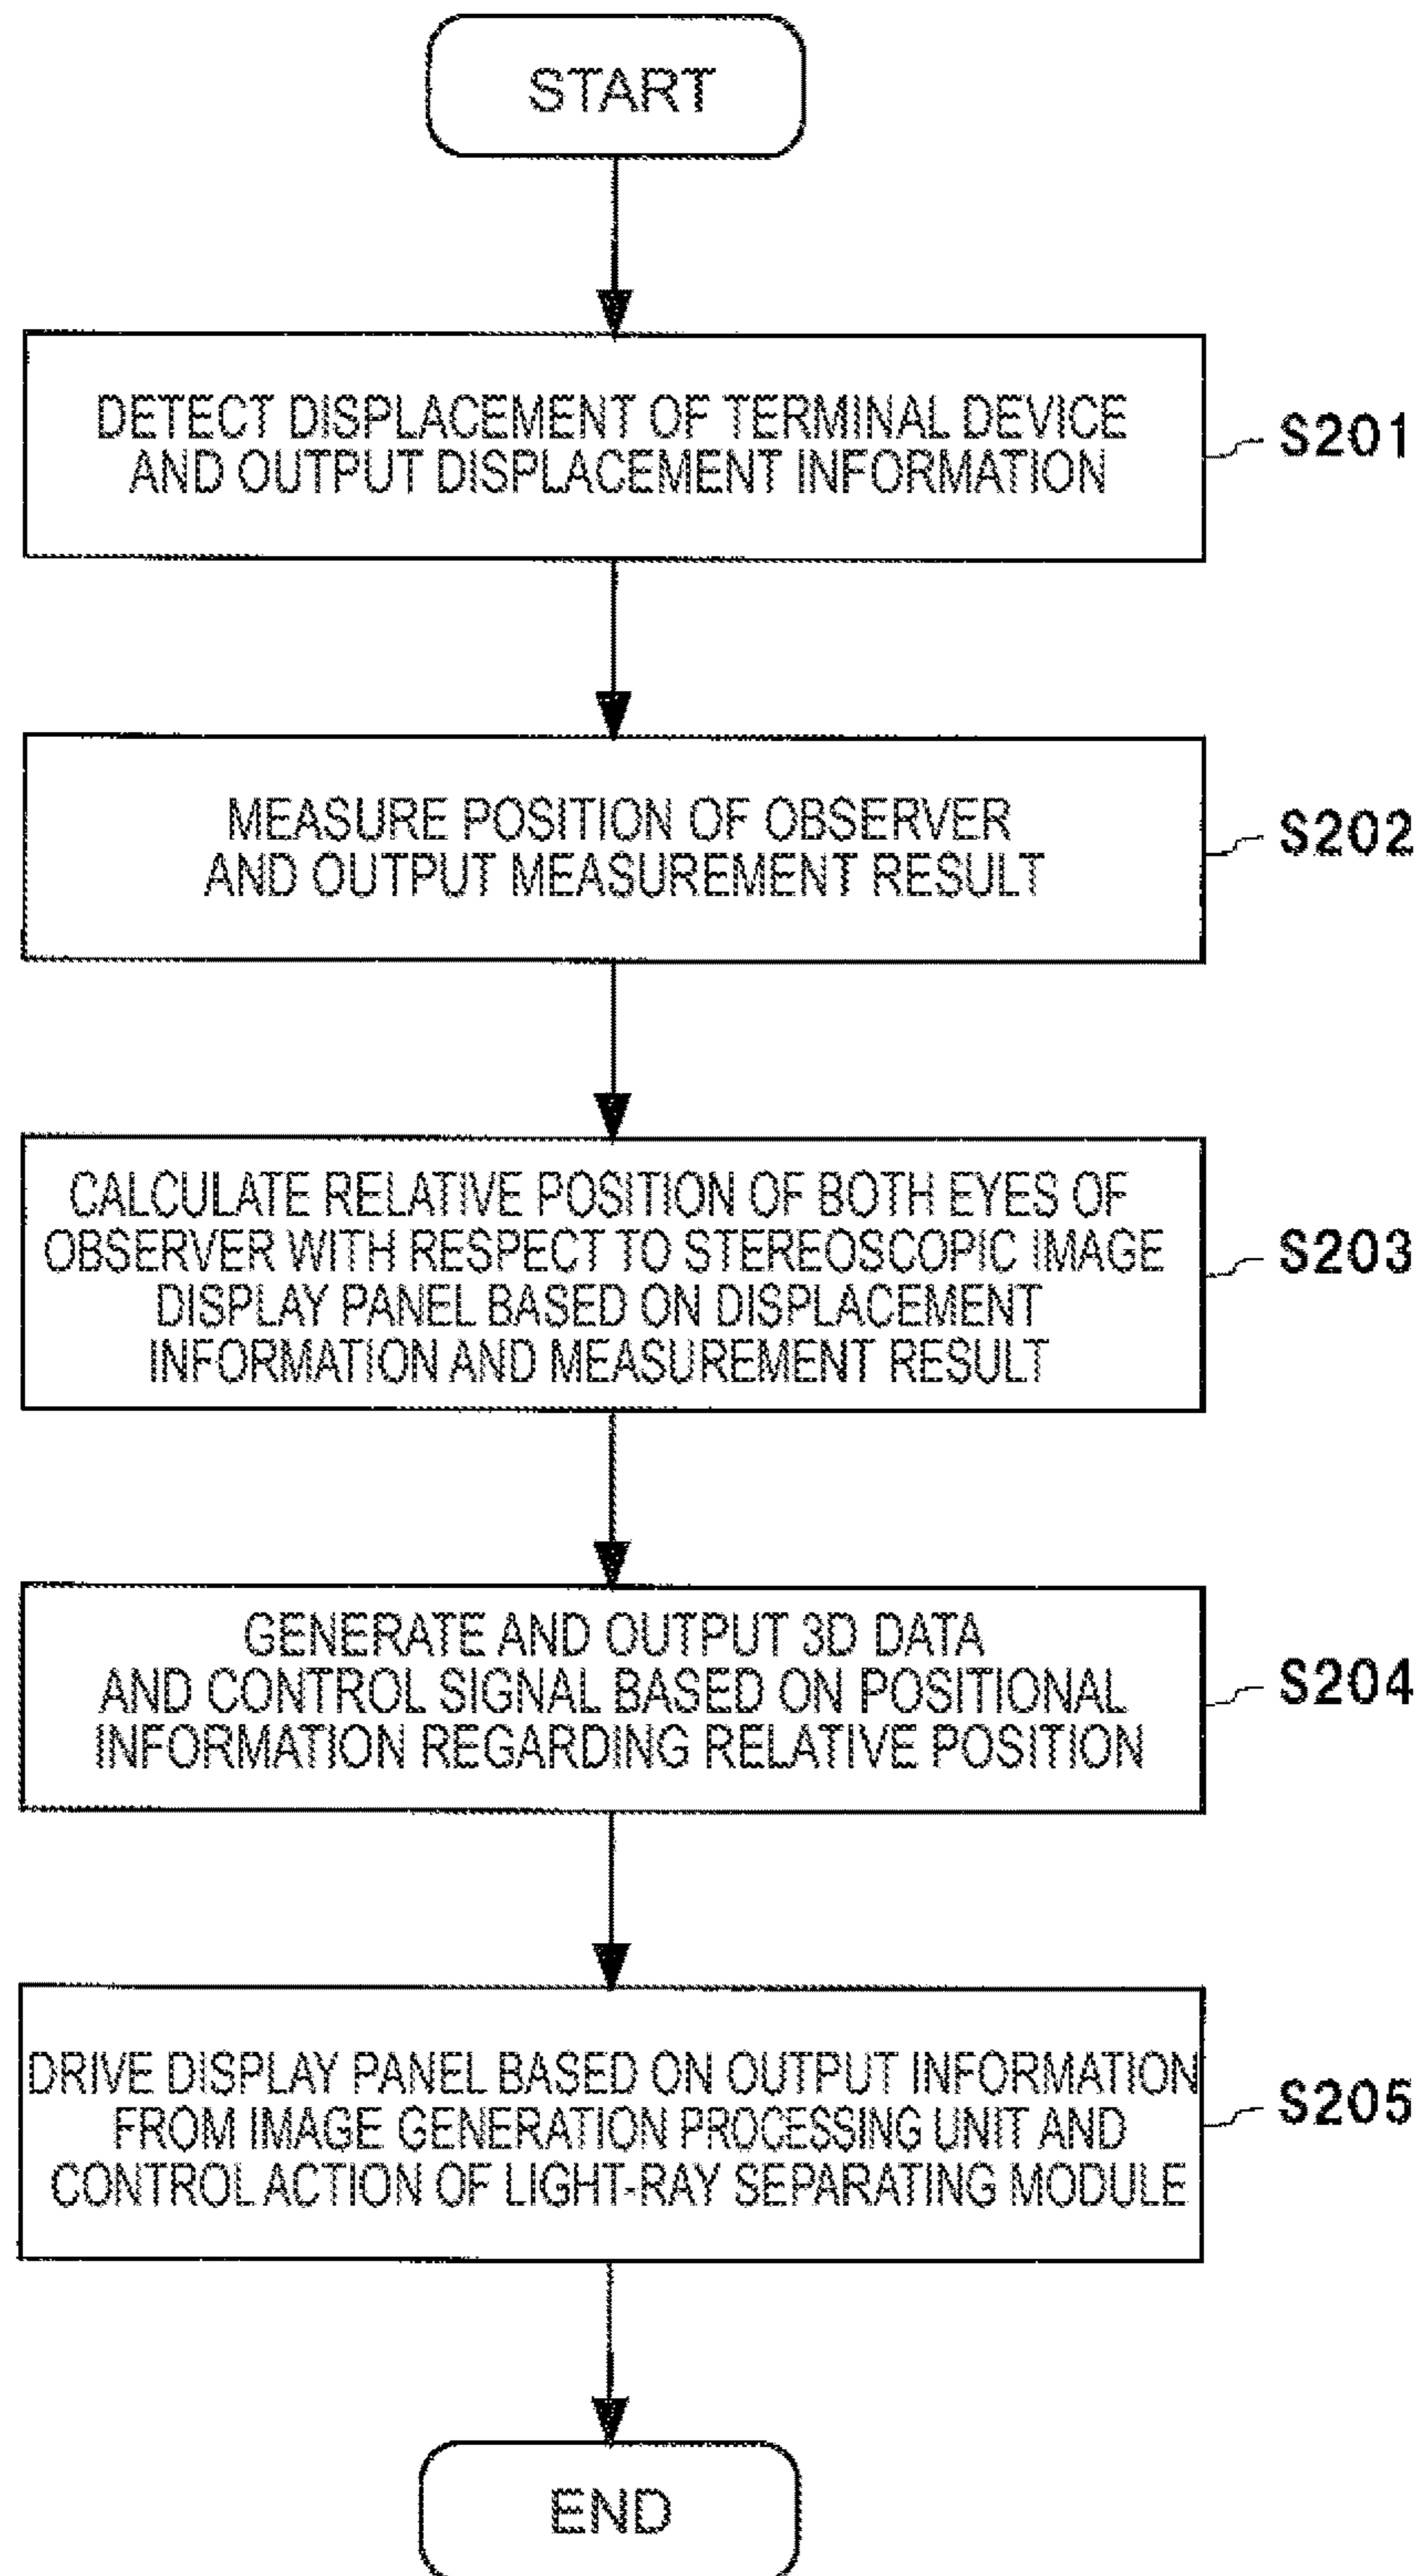 START
DETECT DISPLACEMENT OF TERMINAL DEVICE
AND OUTPUT DISPLACEMENT INFORMATION
S201
MEASURE POSITION OF OBSERVER
AND OUTPUT MEASUREMENT RESULT
S202
CALCULATE RELATIVE POSITION OF BOTH EYES OF
OBSERVER WITH RESPECT TO STEREOSCOPIC IMAGE
DISPLAY PANEL BASED ON DISPLACEMENT
INFORMATION AND MEASUREMENT RESULT
S203
GENERATE AND OUTPUT 3D DATA
AND CONTROL SIGNAL BASED ON POSITIONAL
INFORMATION REGARDING RELATIVE POSITION
S204
DRIVE DISPLAY PANEL BASED ON OUTPUT INFORMATION
FROM IMAGE GENERATION PROCESSING UNIT AND
CONTROL ACTION OF LIGHT-RAY SEPARATING MODULE
S205
END